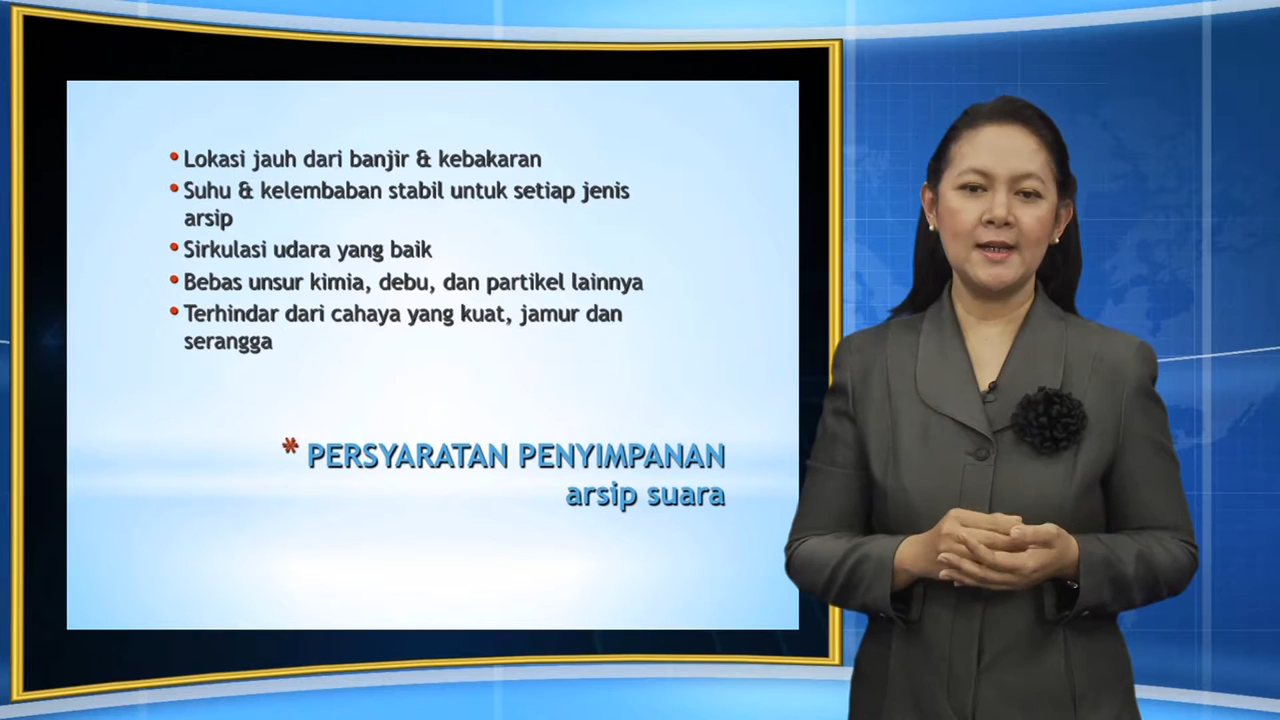 • Lokasi jauh dari banjir & kebakaran
• Suhu & kelembaban stabil untuk setiap jenis
arsip
• Sirkulasi udara yang baik
• Bebas unsur kimia, debu, dan partikel lainnya
• Terhindar dari cahaya yang kuat, jamur dan
serangga
* PERSYARATAN PENYIMPANAN
arsip suara